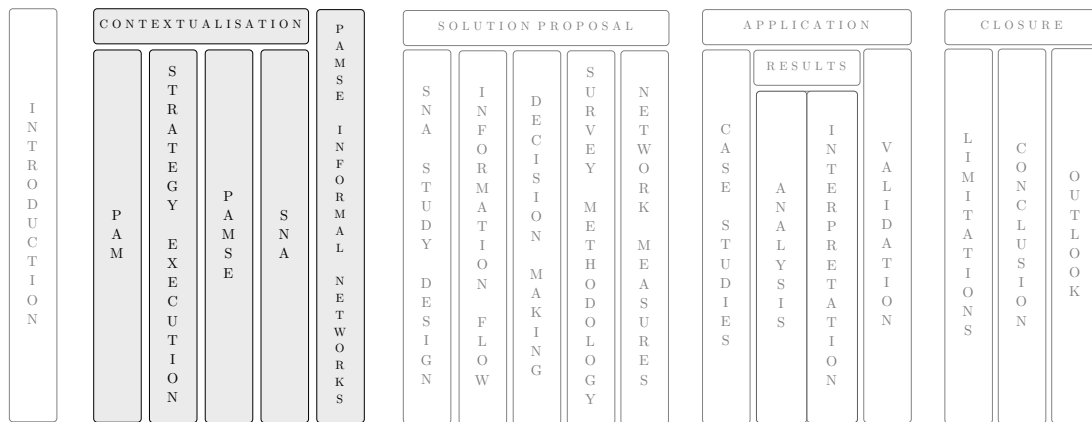 INTRODUCTION
CONTEXTUALISATION
PAM
STRATEGY EXECUTION
PAMSE
SNA
PAMSE INFORMAL NETWORKS
SOLUTION PROPOSAL
SNA STUDY DESIGN
INFORMATION FLOW
DECISION MAKING
SURVEY METHODOLOGY
NETWORK MEASURES
APPLICATION
CASE STUDIES
RESULTS
ANALYSIS
INTERPRETATION
VALIDATION
CLOSURE
LIMITATIONS
CONCLUSION
OUTLOOK